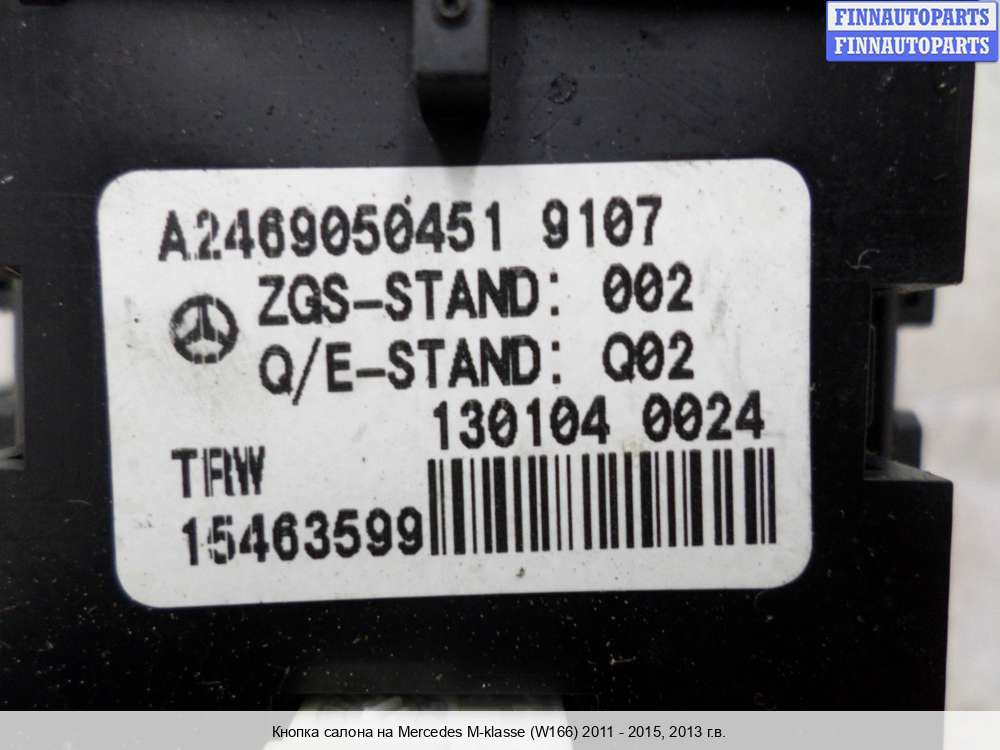 FINNAUTOPARTS
FINNAUTOPARTS
A2469050451 9107
ZGS-STAND: 002
Q/E-STAND: Q02
130104 0024
TRW
15463599
Кнопка салона на Mercedes M-klasse (W166) 2011 - 2015, 2013 г.в.